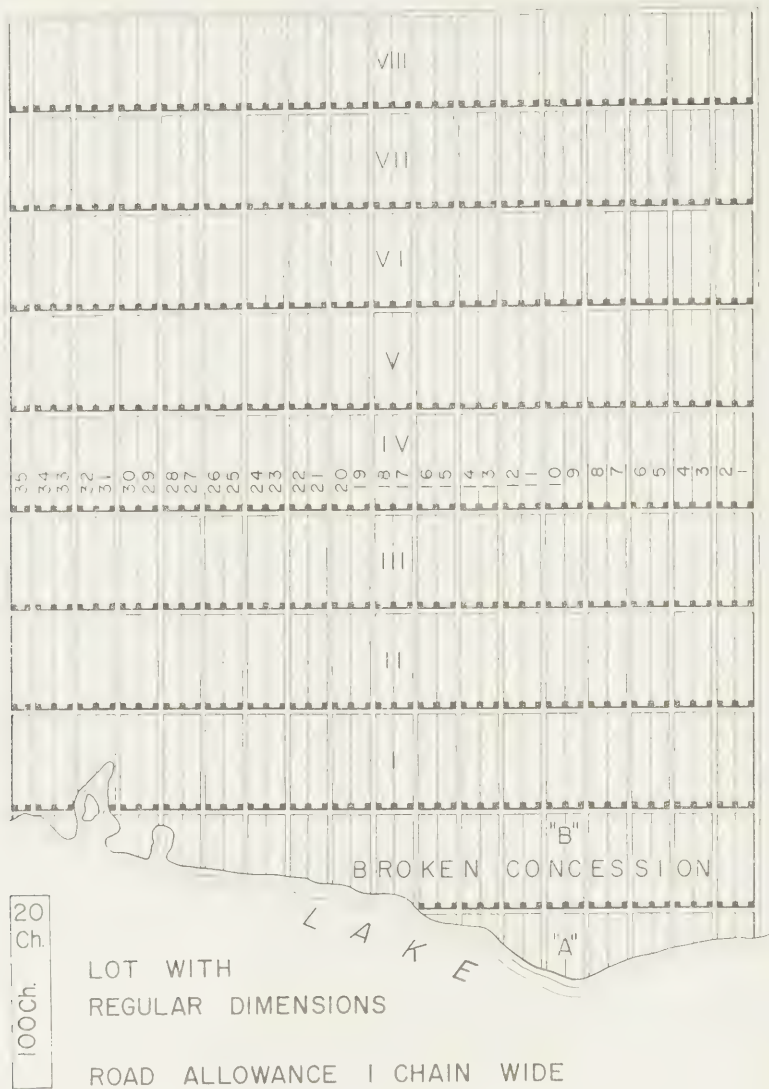 VIII
VII
VI
V
IV
35 34 33 32 31 30 29 28 27 26 25 24 23 22 21 20 19 18 17 16 15 14 13 12 11 10 9 8 7 6 5 4 3 2 1
III
II
I
"B"
BROKEN CONCESSION
LAKE
"A"
20
Ch.
100Ch.
LOT WITH
REGULAR DIMENSIONS
ROAD ALLOWANCE 1 CHAIN WIDE